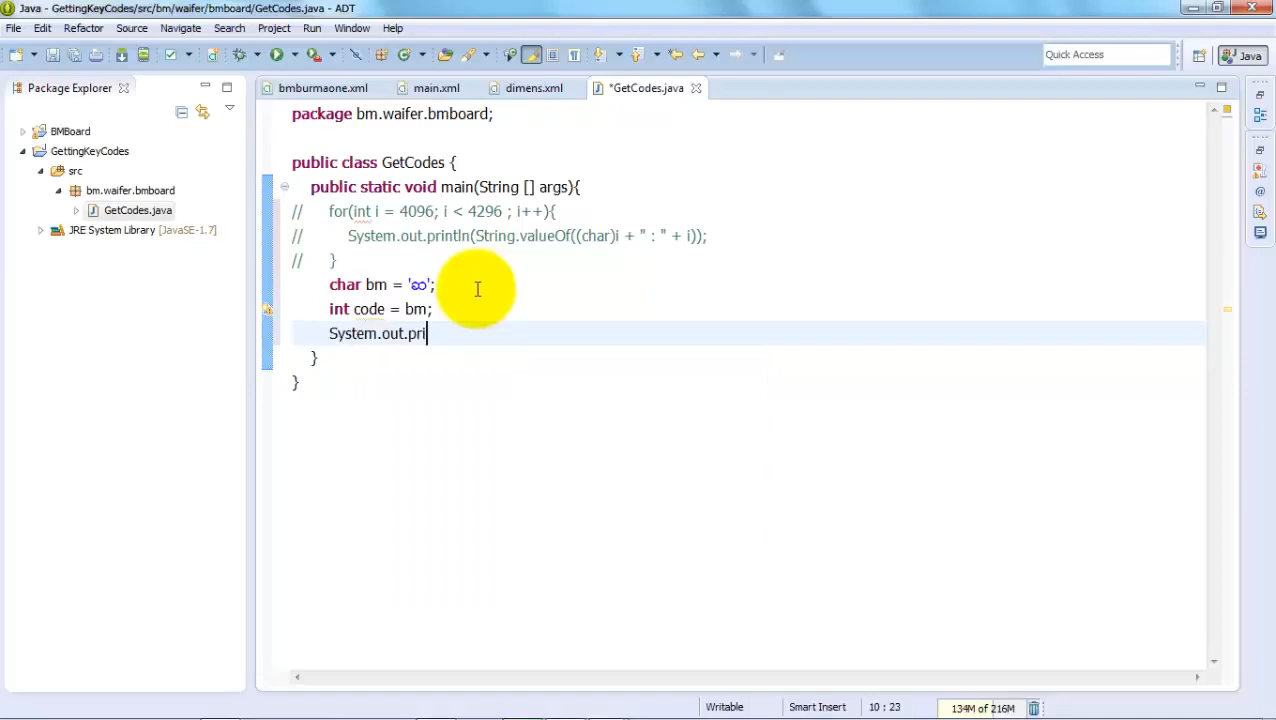 Java - GettingKeyCodes/src/bm/waifer/bmboard/GetCodes.java - ADT
File Edit Refactor Source Navigate Search Project Run Window Help
Quick Access
Java
Package Explorer
bmburmaone.xml main.xml dimens.xml *GetCodes.java
BMBoard
GettingKeyCodes
src
bm.waifer.bmboard
GetCodes.java
JRE System Library [JavaSE-1.7]
package bm.waifer.bmboard;
public class GetCodes {
public static void main(String [] args){
// for(int i = 4096; i < 4296 ; i++){
// System.out.println(String.valueOf((char)i + " : " + i));
// }
char bm = 'ဆ';
int code = bm;
System.out.pri
}
}
Writable Smart Insert 10 : 23 134M of 216M